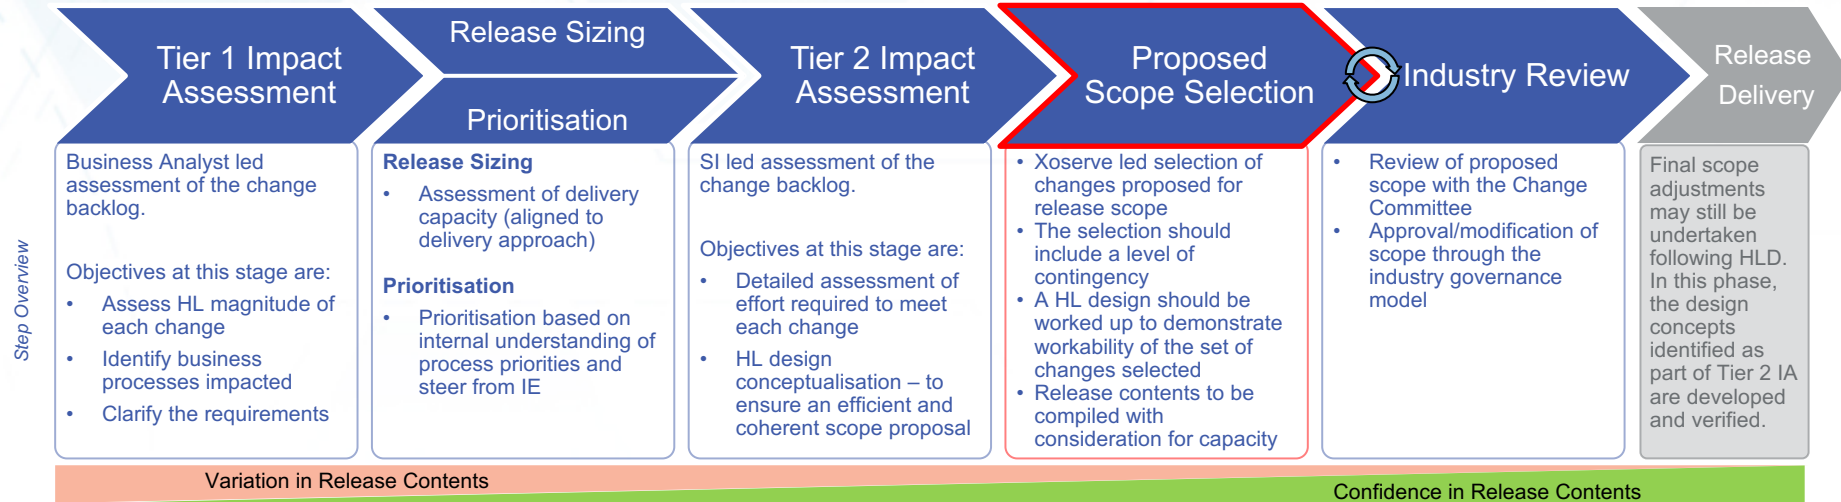 Tier 1 Impact
Assessment
Release Sizing
Prioritisation
Tier 2 Impact
Assessment
Proposed
Scope Selection
Industry Review
Release
Delivery
Step Overview
Business Analyst led
assessment of the change
backlog.
Objectives at this stage are:
• Assess HL magnitude of
each change
• Identify business
processes impacted
• Clarify the requirements
Release Sizing
• Assessment of delivery
capacity (aligned to
delivery approach)
Prioritisation
• Prioritisation based on
internal understanding of
process priorities and
steer from IE
SI led assessment of the
change backlog.
Objectives at this stage are:
• Detailed assessment of
effort required to meet
each change
• HL design
conceptualisation – to
ensure an efficient and
coherent scope proposal
• Xoserve led selection of
changes proposed for
release scope
• The selection should
include a level of
contingency
• A HL design should be
worked up to demonstrate
workability of the set of
changes selected
• Release contents to be
compiled with
consideration for capacity
• Review of proposed
scope with the Change
Committee
• Approval/modification of
scope through the
industry governance
model
Final scope
adjustments
may still be
undertaken
following HLD.
In this phase,
the design
concepts
identified as
part of Tier 2 IA
are developed
and verified.
Variation in Release Contents
Confidence in Release Contents